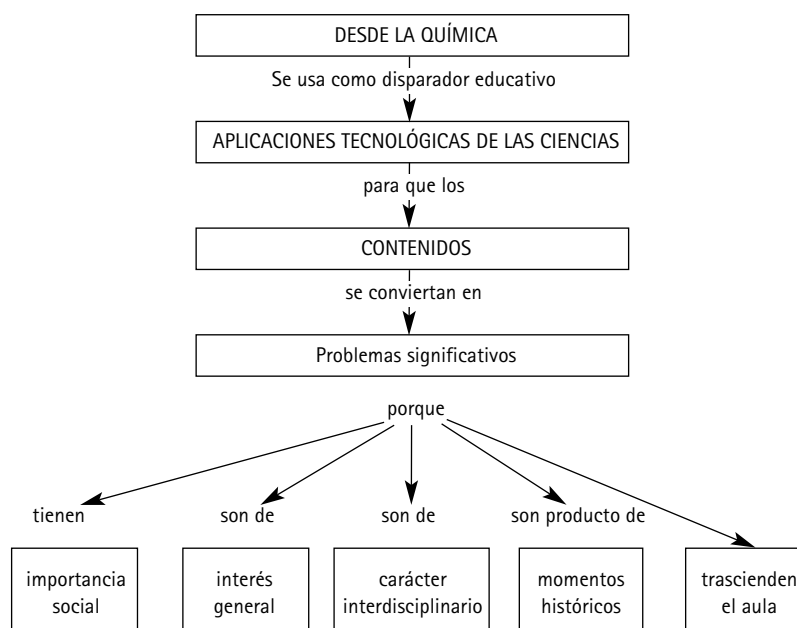 DESDE LA QUÍMICA
Se usa como disparador educativo
APLICACIONES TECNOLÓGICAS DE LAS CIENCIAS
para que los
CONTENIDOS
se conviertan en
Problemas significativos
porque
tienen
son de
son de
son producto de
importancia
social
interés
general
carácter
interdisciplinario
momentos
históricos
trascienden
el aula